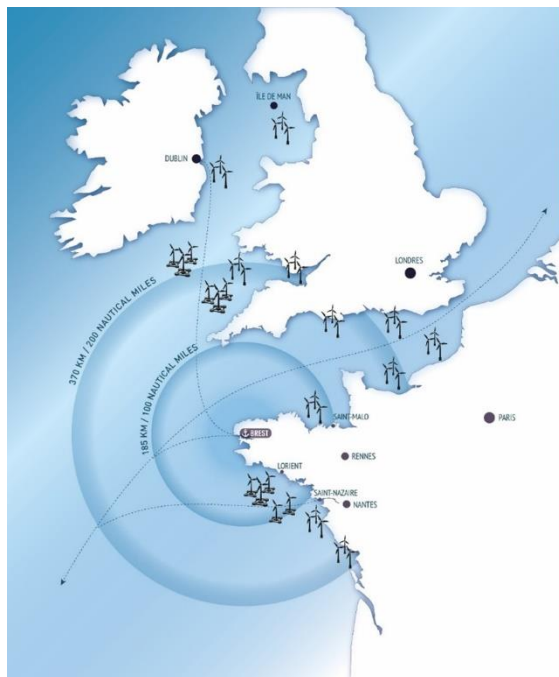 ÎLE DE MAN
DUBLIN
LONDRES
370 KM / 200 NAUTICAL MILES
185 KM / 100 NAUTICAL MILES
SAINT-MALO
PARIS
BREST
RENNES
LORIENT
SAINT-NAZAIRE
NANTES